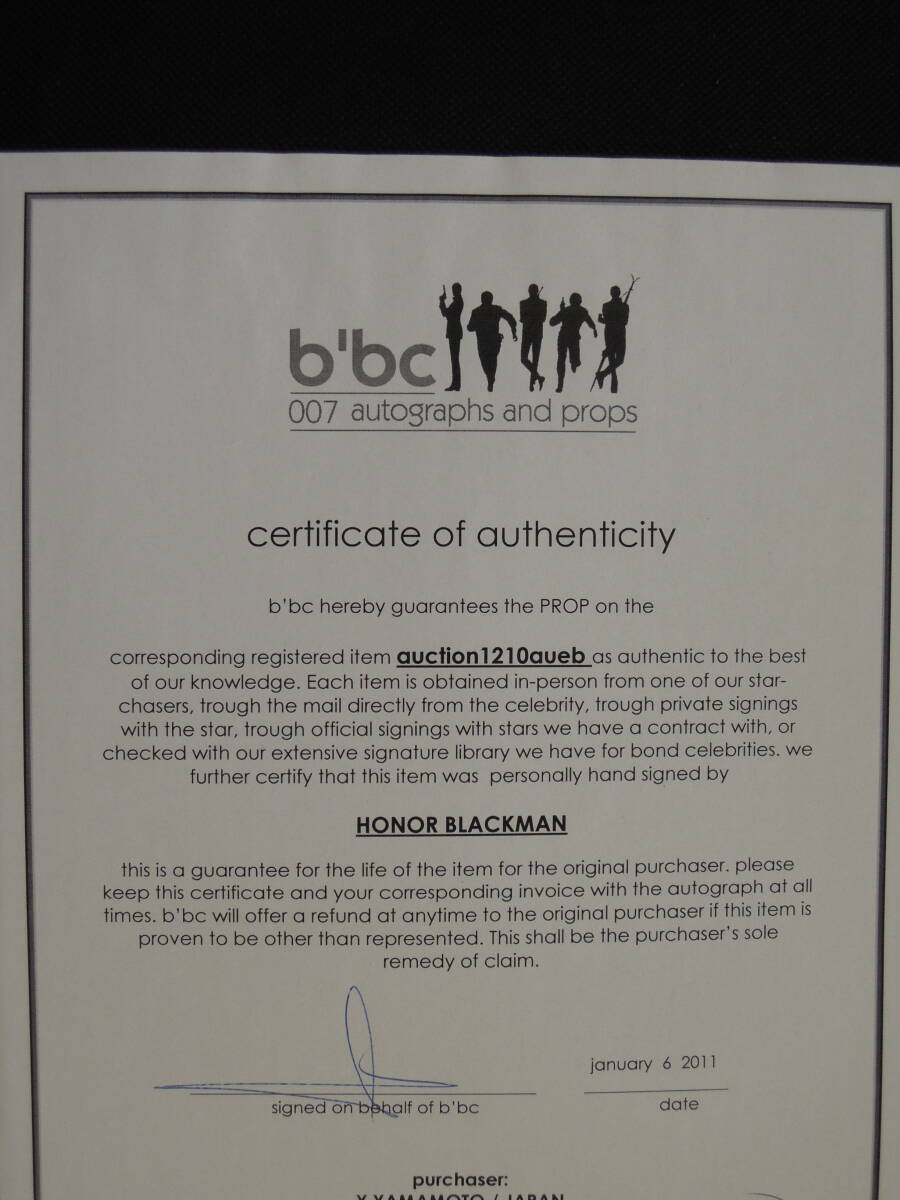 b'bc
007 autographs and props
certificate of authenticity
b'bc hereby guarantees the PROP on the
corresponding registered item auction1210aueb as authentic to the best
of our knowledge. Each item is obtained in-person from one of our star-
chasers, trough the mail directly from the celebrity, trough private signings
with the star, trough official signings with stars we have a contract with, or
checked with our extensive signature library we have for bond celebrities. we
further certify that this item was personally hand signed by
HONOR BLACKMAN
this is a guarantee for the life of the item for the original purchaser. please
keep this certificate and your corresponding invoice with the autograph at all
times. b'bc will offer a refund at anytime to the original purchaser if this item is
proven to be other than represented. This shall be the purchaser's sole
remedy of claim.
january 6 2011
signed on behalf of b'bc
date
purchaser:
Y YAMAMOTO / JAPAN